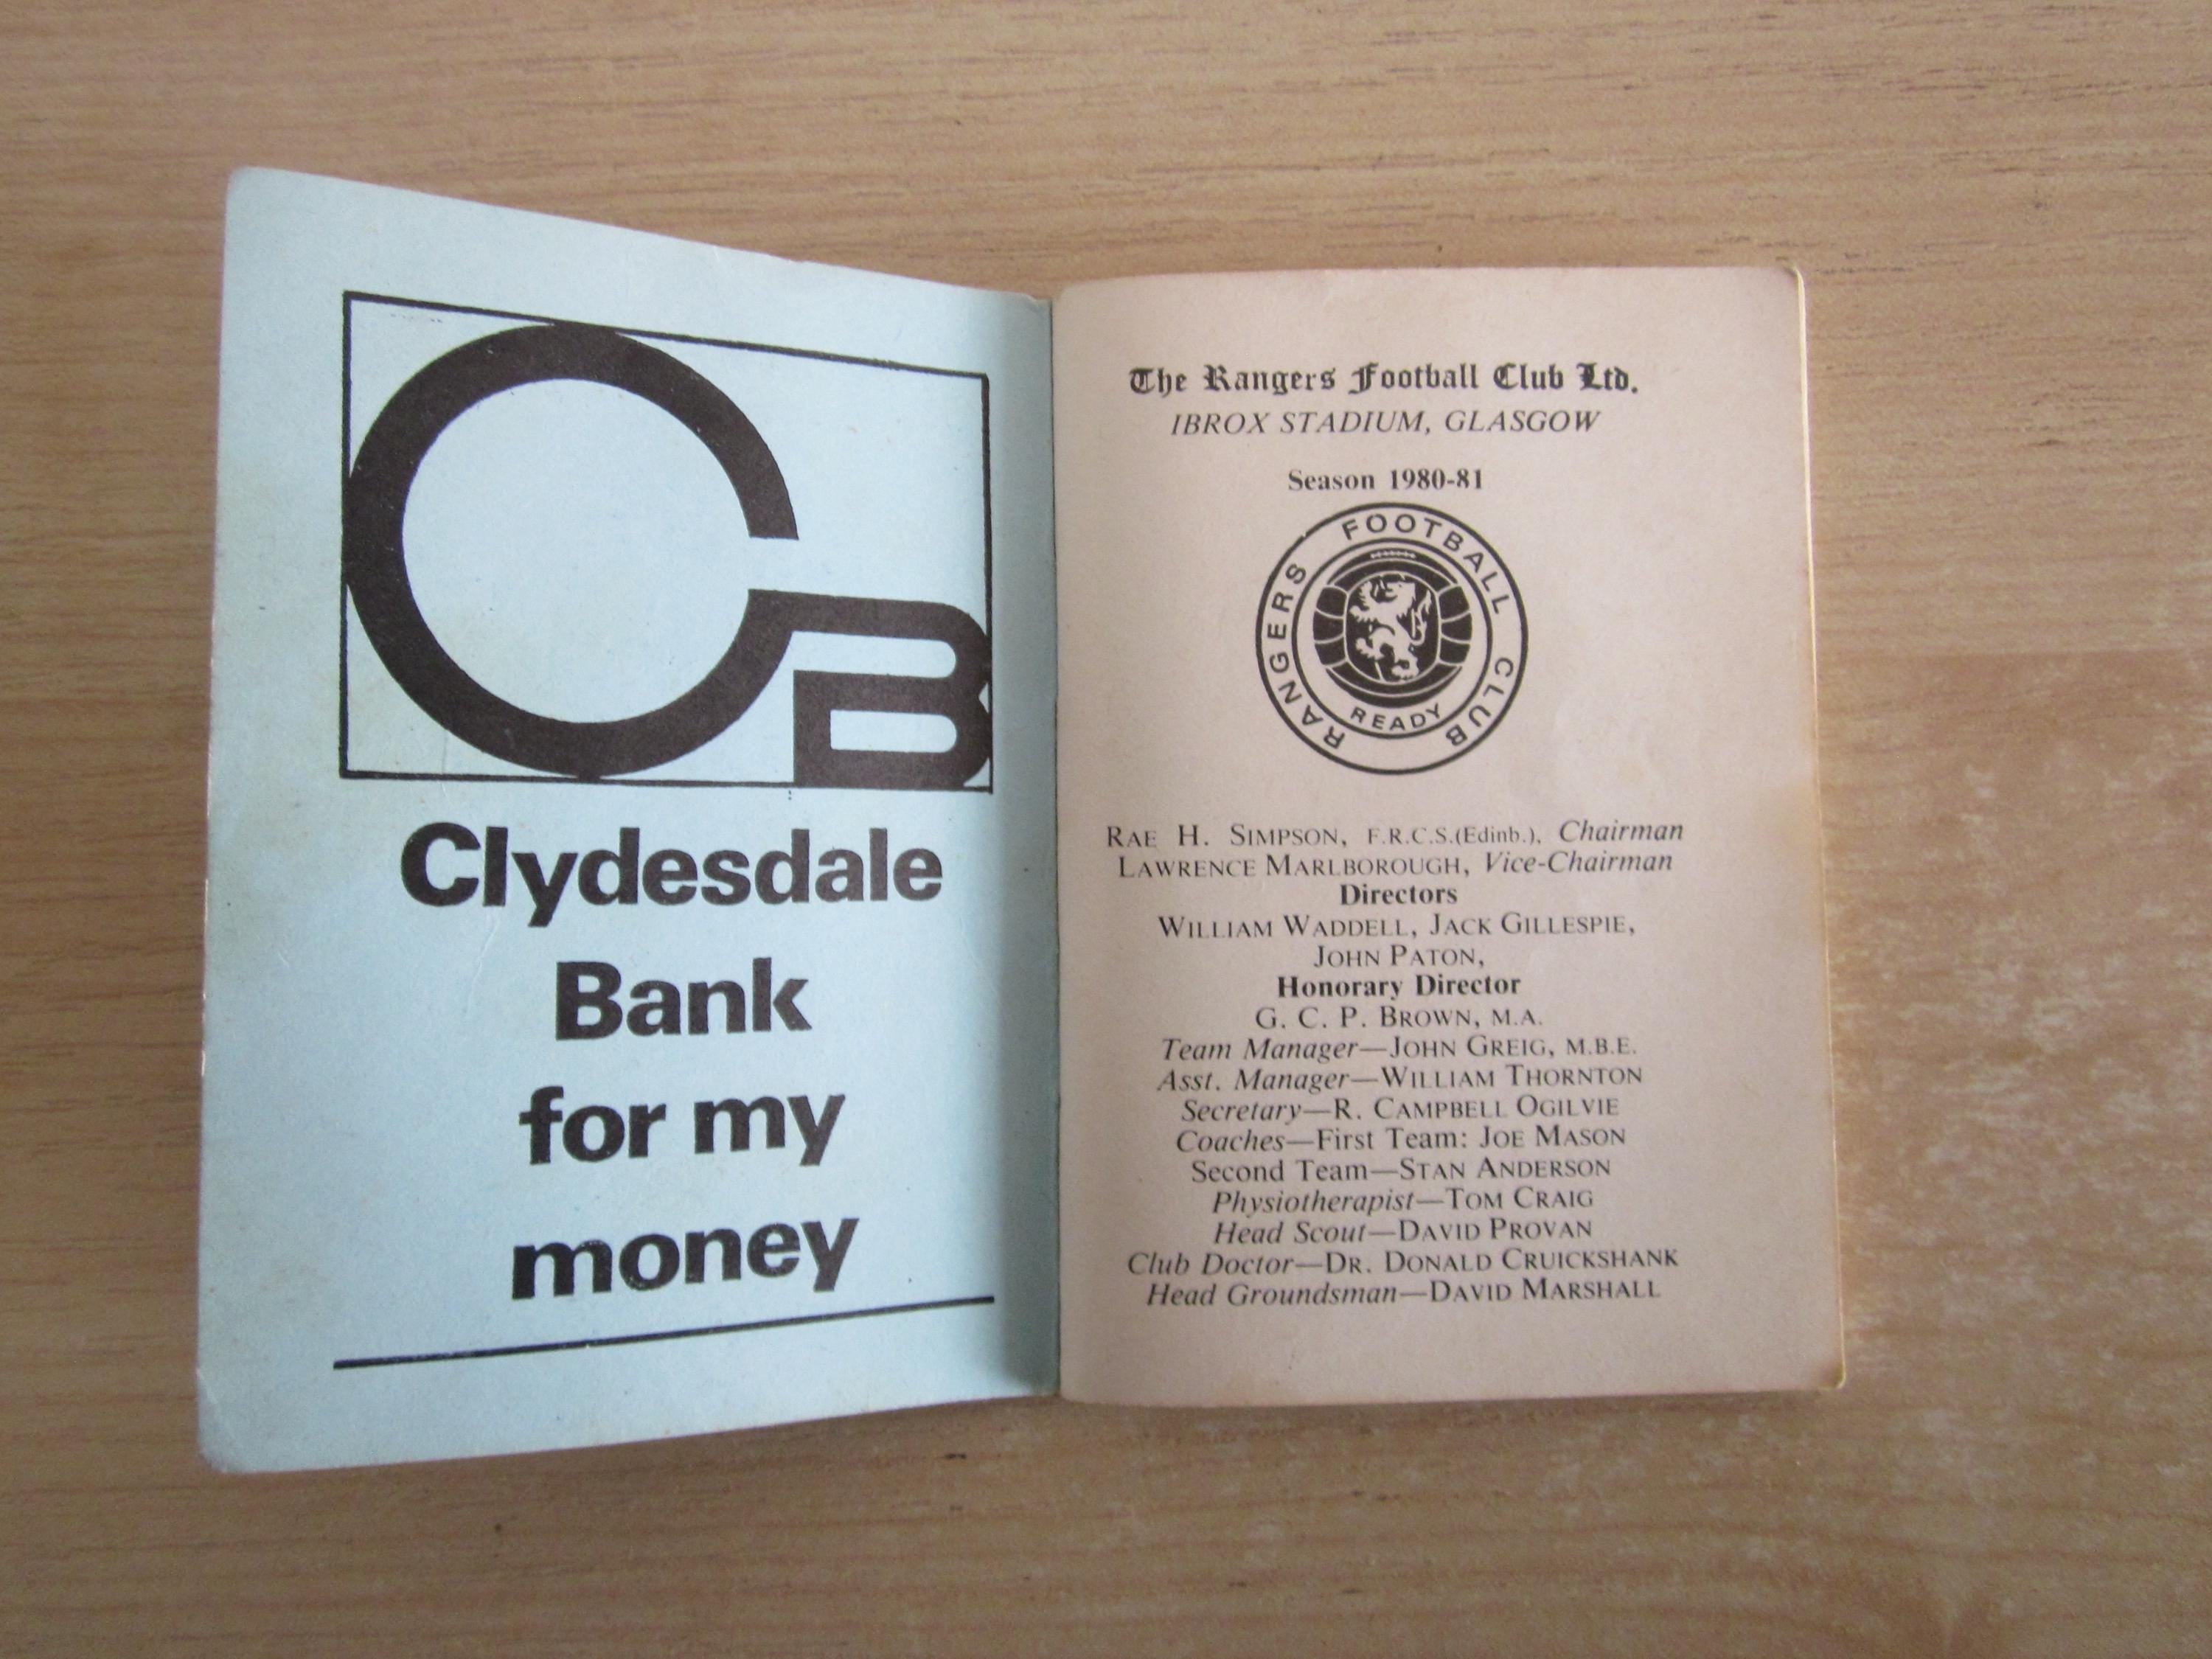 CB
Clydesdale
Bank
for my
money
The Rangers Football Club Ltd.
IBROX STADIUM, GLASGOW
Season 1980-81
RANGERS FOOTBALL CLUB
READY
RAE H. SIMPSON, F.R.C.S.(Edinb.), Chairman
LAWRENCE MARLBOROUGH, Vice-Chairman
Directors
WILLIAM WADDELL, JACK GILLESPIE,
JOHN PATON,
Honorary Director
G. C. P. BROWN, M.A.
Team Manager—JOHN GREIG, M.B.E.
Asst. Manager—WILLIAM THORNTON
Secretary—R. CAMPBELL OGILVIE
Coaches—First Team: JOE MASON
Second Team—STAN ANDERSON
Physiotherapist—TOM CRAIG
Head Scout—DAVID PROVAN
Club Doctor—DR. DONALD CRUICKSHANK
Head Groundsman—DAVID MARSHALL